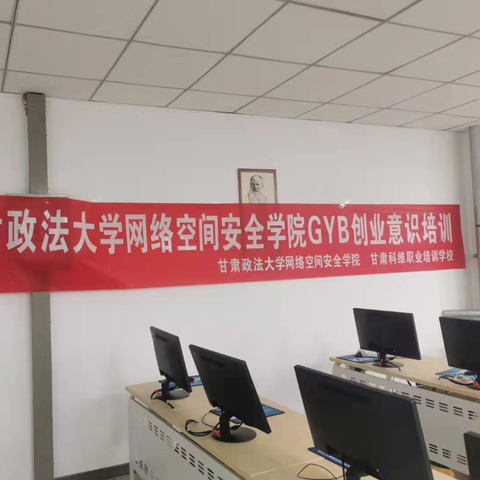 政法大学网络空间安全学院GYB创业意识培训
甘肃政法大学网络空间安全学院 甘肃科维职业培训学校